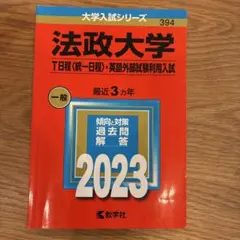 大学入試シリーズ
394
法政大学
T日程〈統一日程〉・英語外部試験利用入試
一般
最近3カ年
傾向と対策
過去問
解答
2023
教学社